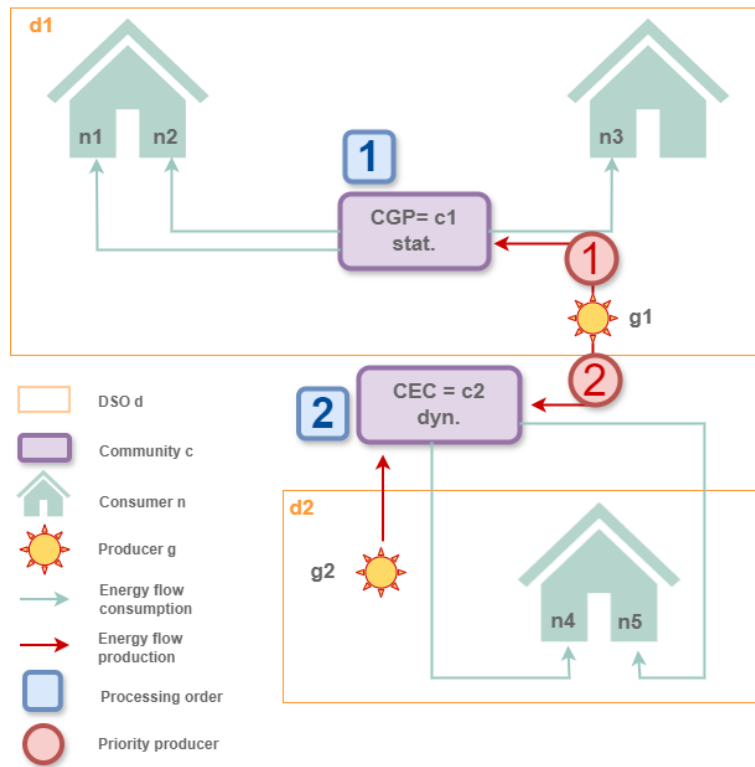 d1
n1
n2
n3
1
CGP= c1
stat.
1
g1
2
CEC = c2
dyn.
2
DSO d
Community c
Consumer n
Producer g
Energy flow
consumption
Energy flow
production
Processing order
Priority producer
d2
g2
n4
n5